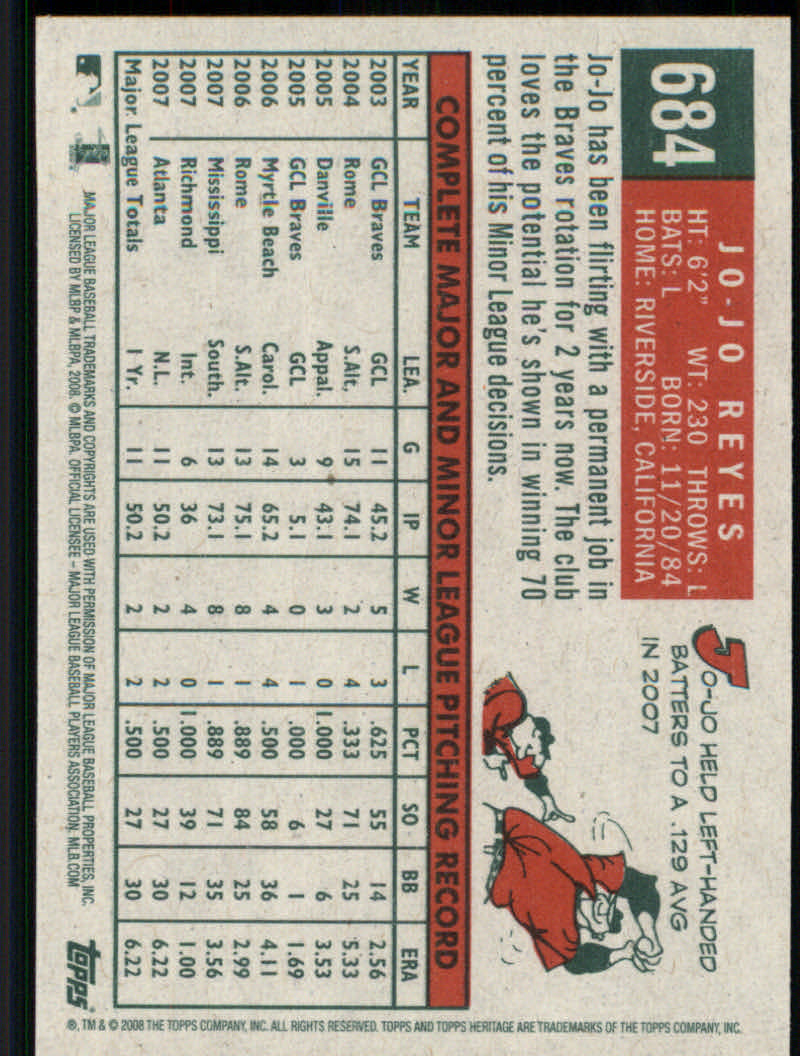 684
JO-JO REYES
HT: 6'2" WT: 230 THROWS: L
BATS: L BORN: 11/20/84
HOME: RIVERSIDE, CALIFORNIA
Jo-Jo has been flirting with a permanent job in
the Braves rotation for 2 years now. The club
loves the potential he's shown in winning 70
percent of his Minor League decisions.
JO-JO HELD LEFT-HANDED
BATTERS TO A .129 AVG
IN 2007
COMPLETE MAJOR AND MINOR LEAGUE PITCHING RECORD
YEAR TEAM LEA. G IP W L PCT SO BB ERA
2003 GCL Braves GCL 11 45.2 5 3 .625 55 14 2.56
2004 Rome S.Alt. 15 74.1 2 4 .333 71 25 5.33
2005 Danville Appal. 9 43.1 3 0 1.000 27 6 3.53
2005 GCL Braves GCL 3 5.1 0 1 .000 6 1 1.69
2006 Myrtle Beach Carol. 14 65.2 4 4 .500 58 36 4.11
2006 Rome S.Alt. 13 75.1 8 1 .889 84 25 2.99
2007 Mississippi South. 13 73.1 8 1 .889 71 35 3.56
2007 Richmond Int. 6 36 4 0 1.000 39 12 1.00
2007 Atlanta N.L. 11 50.2 2 2 .500 27 30 6.22
Major League Totals 1 Yr. 11 50.2 2 2 .500 27 30 6.22
MAJOR LEAGUE BASEBALL TRADEMARKS AND COPYRIGHTS ARE USED WITH PERMISSION OF MAJOR LEAGUE BASEBALL PROPERTIES, INC.
LICENSED BY MLBP & MLBPA, 2008. © MLBPA. OFFICIAL LICENSEE – MAJOR LEAGUE BASEBALL PLAYERS ASSOCIATION. MLB.COM
topps
®, TM & © 2008 THE TOPPS COMPANY, INC. ALL RIGHTS RESERVED. TOPPS AND TOPPS HERITAGE ARE TRADEMARKS OF THE TOPPS COMPANY, INC.